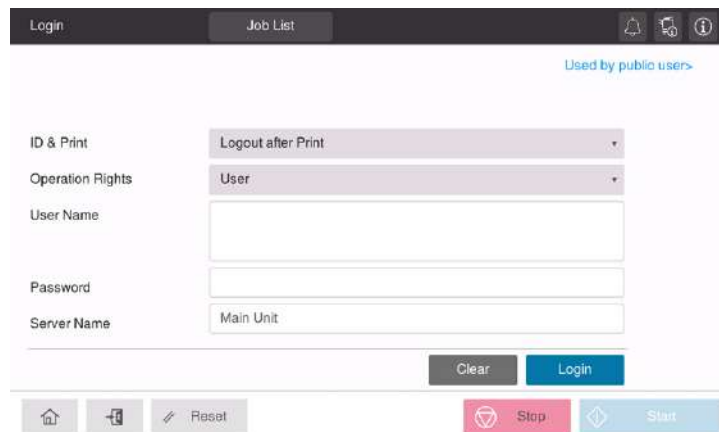 Login Job List
Used by public user>
ID & Print Logout after Print
Operation Rights User
User Name
Password
Server Name Main Unit
Clear Login
Reset Stop Start